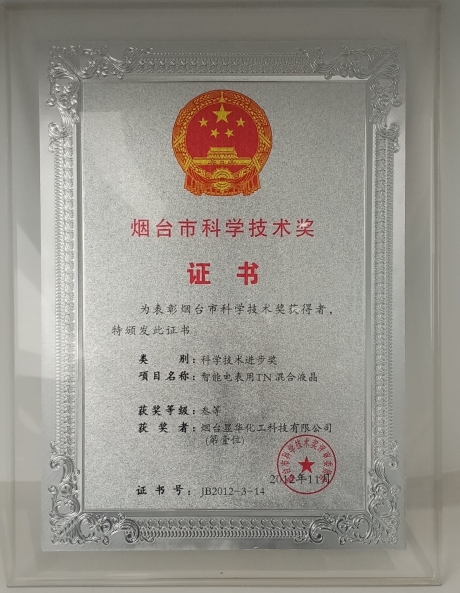 烟台市科学技术奖
证书
为表彰烟台市科学技术奖获得者,
特颁发此证书
类 别:科学技术进步奖
项目名称:智能电表用TN混合液晶
获奖等级:叁等
获奖者:烟台显华化工科技有限公司
(第壹位)
2012年11月
证书号:JB2012-3-14